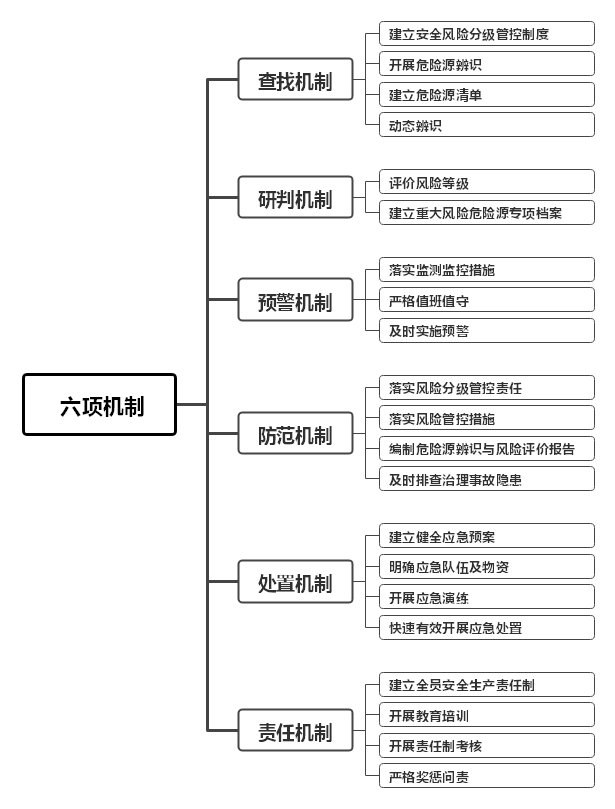 六项机制
查找机制
建立安全风险分级管控制度
开展危险源辨识
建立危险源清单
动态辨识
研判机制
评价风险等级
建立重大风险危险源专项档案
预警机制
落实监测监控措施
严格值班值守
及时实施预警
防范机制
落实风险分级管控责任
落实风险管控措施
编制危险源辨识与风险评价报告
及时排查治理事故隐患
处置机制
建立健全应急预案
明确应急队伍及物资
开展应急演练
快速有效开展应急处置
责任机制
建立全员安全生产责任制
开展教育培训
开展责任制考核
严格奖惩问责